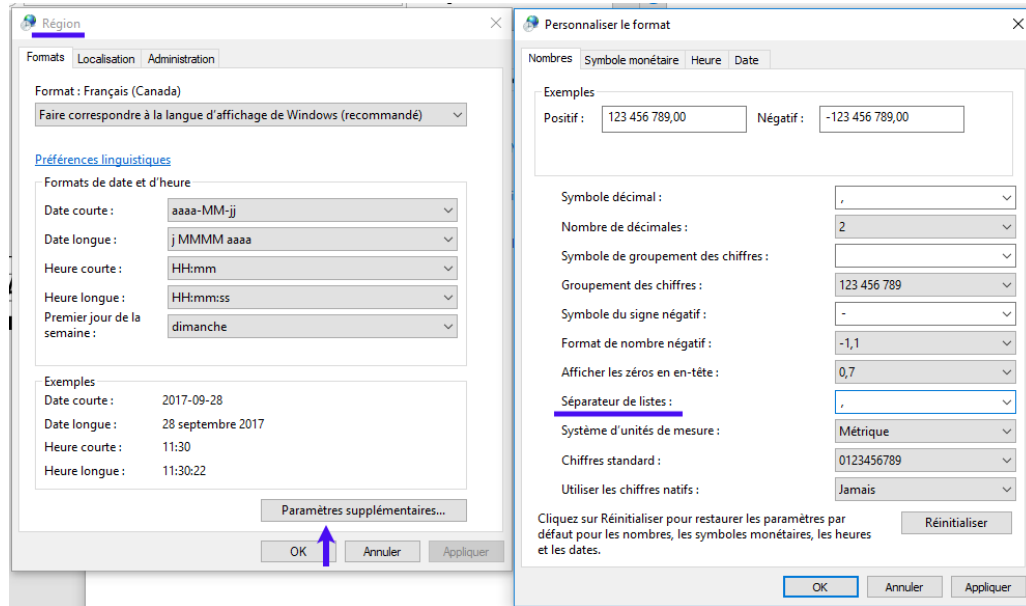 Région
Formats Localisation Administration
Format : Français (Canada)
Faire correspondre à la langue d'affichage de Windows (recommandé)
Préférences linguistiques
Formats de date et d'heure
Date courte : aaaa-MM-jj
Date longue : j MMMM aaaa
Heure courte : HH:mm
Heure longue : HH:mm:ss
Premier jour de la
semaine : dimanche
Exemples
Date courte : 2017-09-28
Date longue : 28 septembre 2017
Heure courte : 11:30
Heure longue : 11:30:22
Paramètres supplémentaires...
OK Annuler Appliquer
Personnaliser le format
Nombres Symbole monétaire Heure Date
Exemples
Positif : 123 456 789,00 Négatif : -123 456 789,00
Symbole décimal : ,
Nombre de décimales : 2
Symbole de groupement des chiffres :
Groupement des chiffres : 123 456 789
Symbole du signe négatif : -
Format de nombre négatif : -1,1
Afficher les zéros en en-tête : 0,7
Séparateur de listes : ,
Système d'unités de mesure : Métrique
Chiffres standard : 0123456789
Utiliser les chiffres natifs : Jamais
Cliquez sur Réinitialiser pour restaurer les paramètres par
défaut pour les nombres, les symboles monétaires, les heures
et les dates.
Réinitialiser
OK Annuler Appliquer